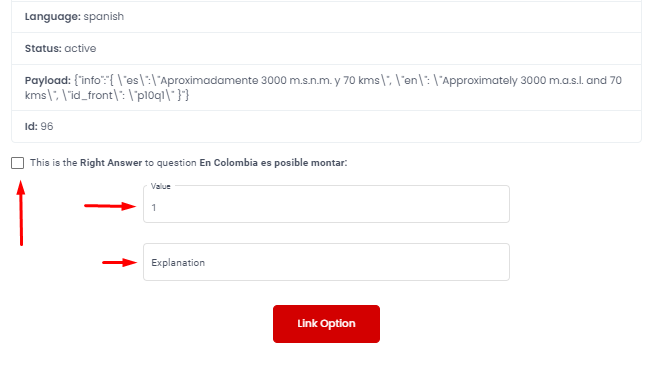 Language: spanish
Status: active
Payload: {"info":"{ \"es\":\"Aproximadamente 3000 m.s.n.m. y 70 kms\", \"en\": \"Approximately 3000 m.a.s.l. and 70
kms\", \"id_front\": \"p10q1\" }"}
Id: 96
This is the Right Answer to question En Colombia es posible montar:
Value
1
Explanation
Link Option